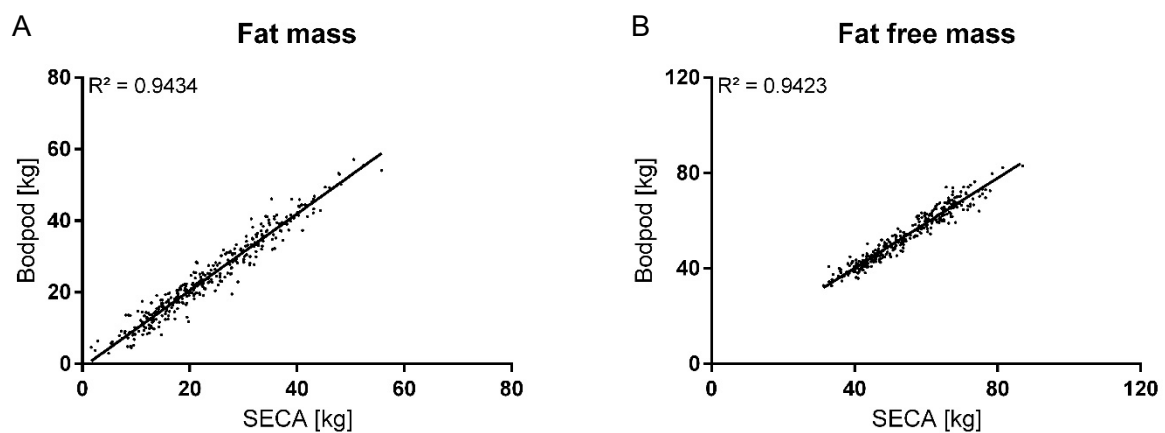 A
Fat mass
R² = 0.9434
80
60
40
20
0
Bodpod [kg]
0 20 40 60 80
SECA [kg]
B
Fat free mass
R² = 0.9423
120
80
40
0
Bodpod [kg]
0 40 80 120
SECA [kg]